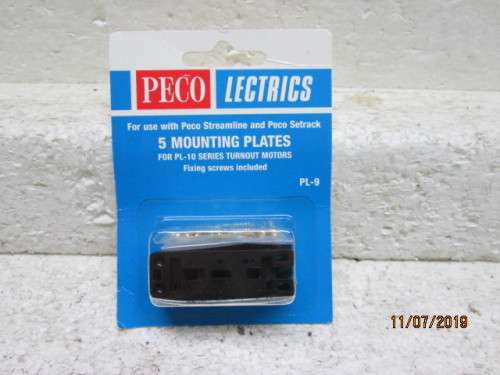 PECO LECTRICS
For use with Peco Streamline and Peco Setrack
5 MOUNTING PLATES
FOR PL-10 SERIES TURNOUT MOTORS
Fixing screws included
PL-9
11/07/2019